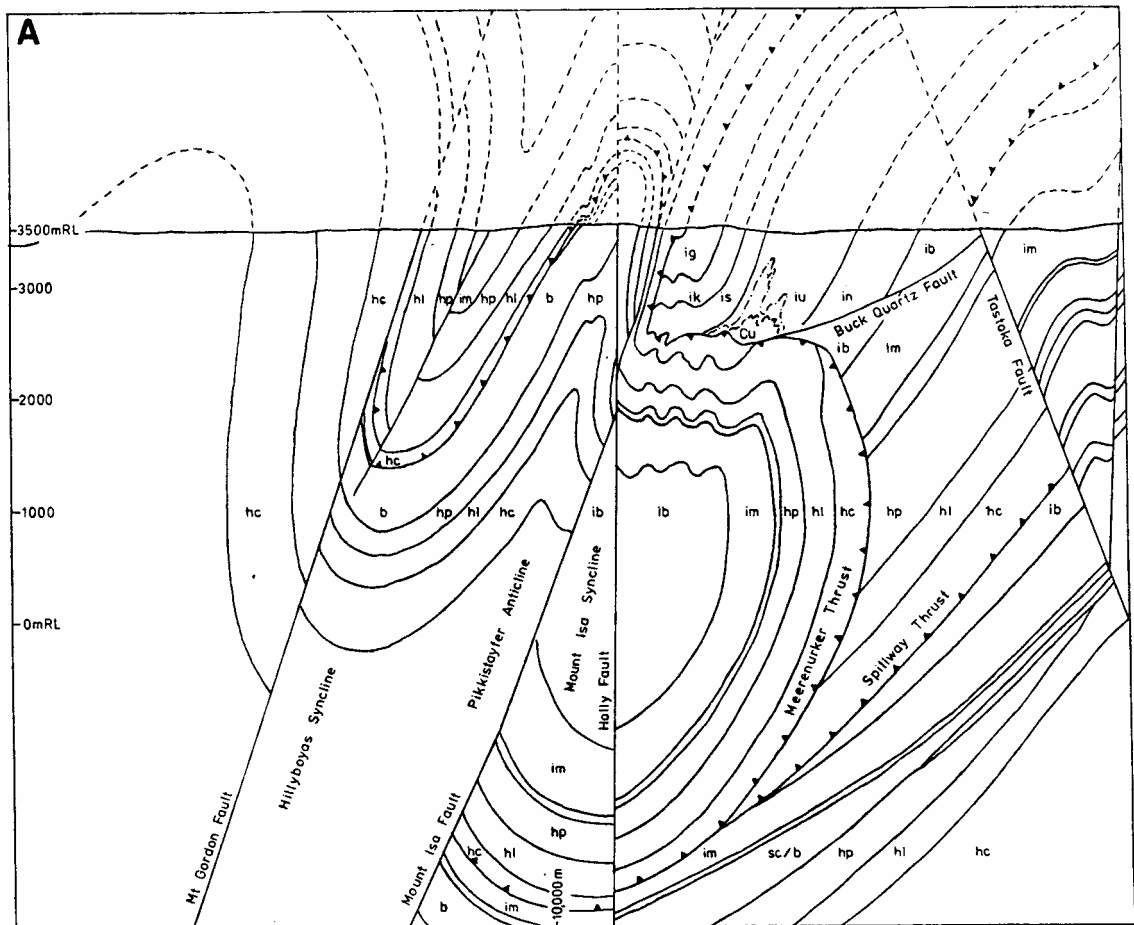 A
3500mRL
ig
ib
im
3000
hc
hl
hp
im
hp
hl
b
hp
ik
is
iu
in
Cu
Buck Quartz Fault
Tastoka Fault
ib
im
2000
hc
1000
hc
b
hp
hl
hc
ib
ib
im
hp
hl
hc
hp
hl
hc
ib
0mRL
Hillyboyas Syncline
Pikkistayfer Anticline
Mount Isa Syncline
Holly Fault
Meerenurker Thrust
Spillway Thrust
Mt Gordon Fault
Mount Isa Fault
im
hp
hc
hl
im
sc/b
hp
hl
hc
b
im
-10,000m